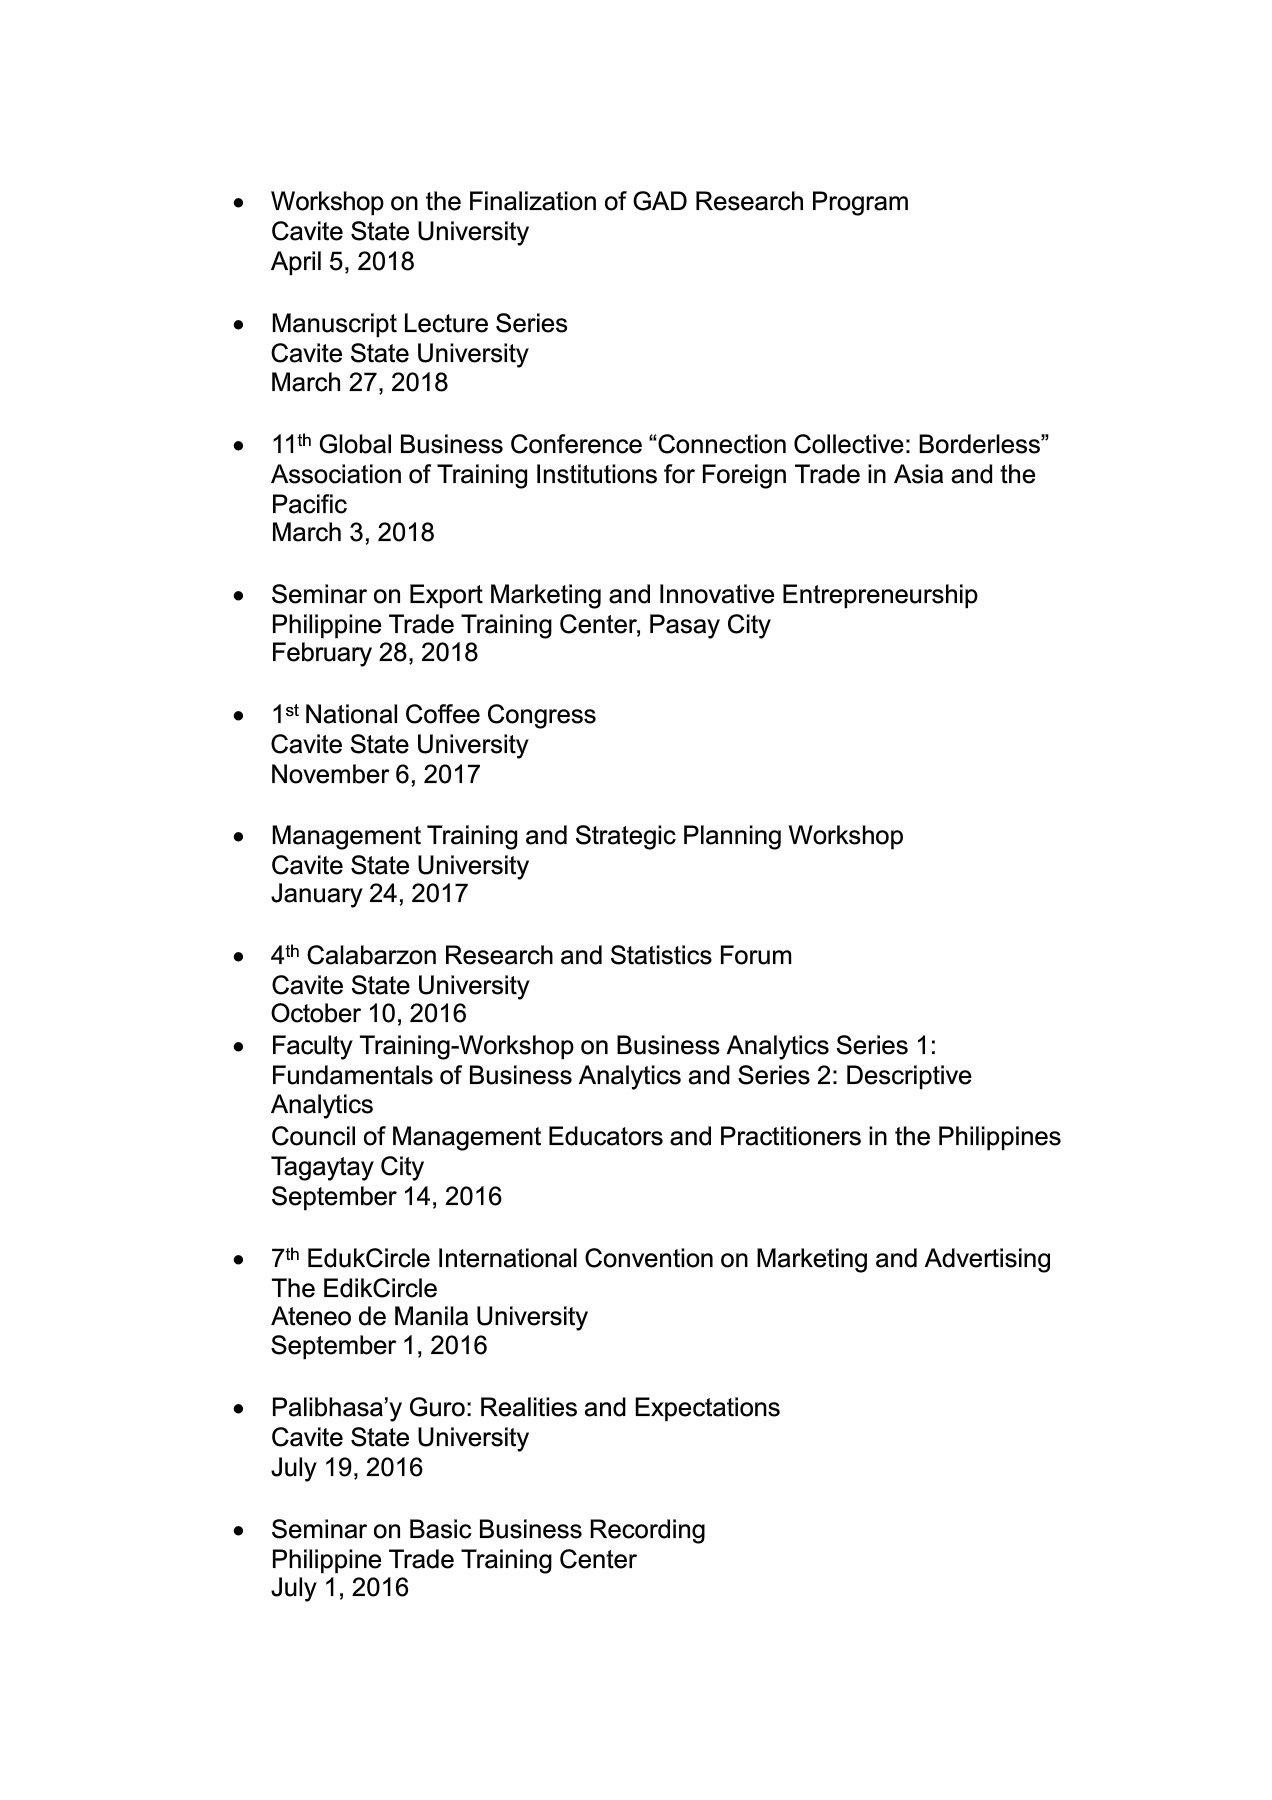 • Workshop on the Finalization of GAD Research Program
Cavite State University
April 5, 2018
• Manuscript Lecture Series
Cavite State University
March 27, 2018
• 11th Global Business Conference “Connection Collective: Borderless”
Association of Training Institutions for Foreign Trade in Asia and the
Pacific
March 3, 2018
• Seminar on Export Marketing and Innovative Entrepreneurship
Philippine Trade Training Center, Pasay City
February 28, 2018
• 1st National Coffee Congress
Cavite State University
November 6, 2017
• Management Training and Strategic Planning Workshop
Cavite State University
January 24, 2017
• 4th Calabarzon Research and Statistics Forum
Cavite State University
October 10, 2016
• Faculty Training-Workshop on Business Analytics Series 1:
Fundamentals of Business Analytics and Series 2: Descriptive
Analytics
Council of Management Educators and Practitioners in the Philippines
Tagaytay City
September 14, 2016
• 7th EdukCircle International Convention on Marketing and Advertising
The EdikCircle
Ateneo de Manila University
September 1, 2016
• Palibhasa’y Guro: Realities and Expectations
Cavite State University
July 19, 2016
• Seminar on Basic Business Recording
Philippine Trade Training Center
July 1, 2016